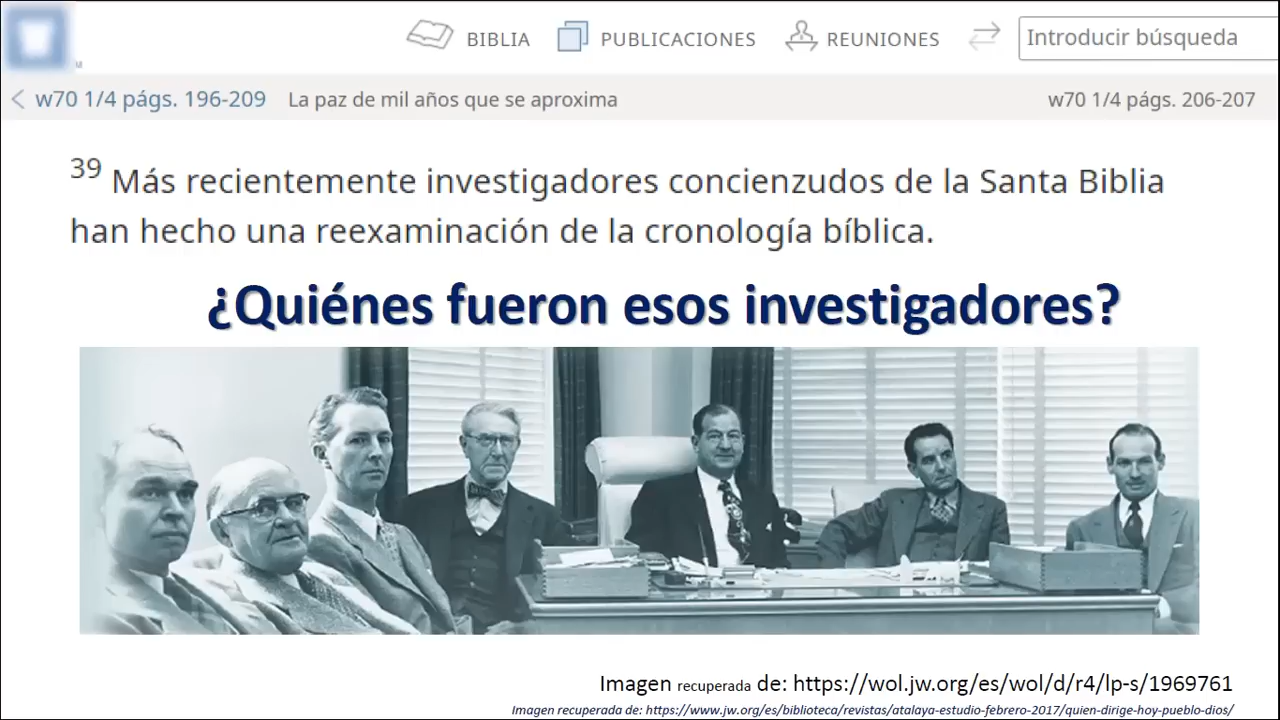 BIBLIA PUBLICACIONES REUNIONES Introducir búsqueda
w70 1/4 págs. 196-209 La paz de mil años que se aproxima w70 1/4 págs. 206-207
39 Más recientemente investigadores concienzudos de la Santa Biblia
han hecho una reexaminación de la cronología bíblica.
¿Quiénes fueron esos investigadores?
Imagen recuperada de: https://wol.jw.org/es/wol/d/r4/lp-s/1969761
Imagen recuperada de: https://www.jw.org/es/biblioteca/revistas/atalaya-estudio-febrero-2017/quien-dirige-hoy-pueblo-dios/